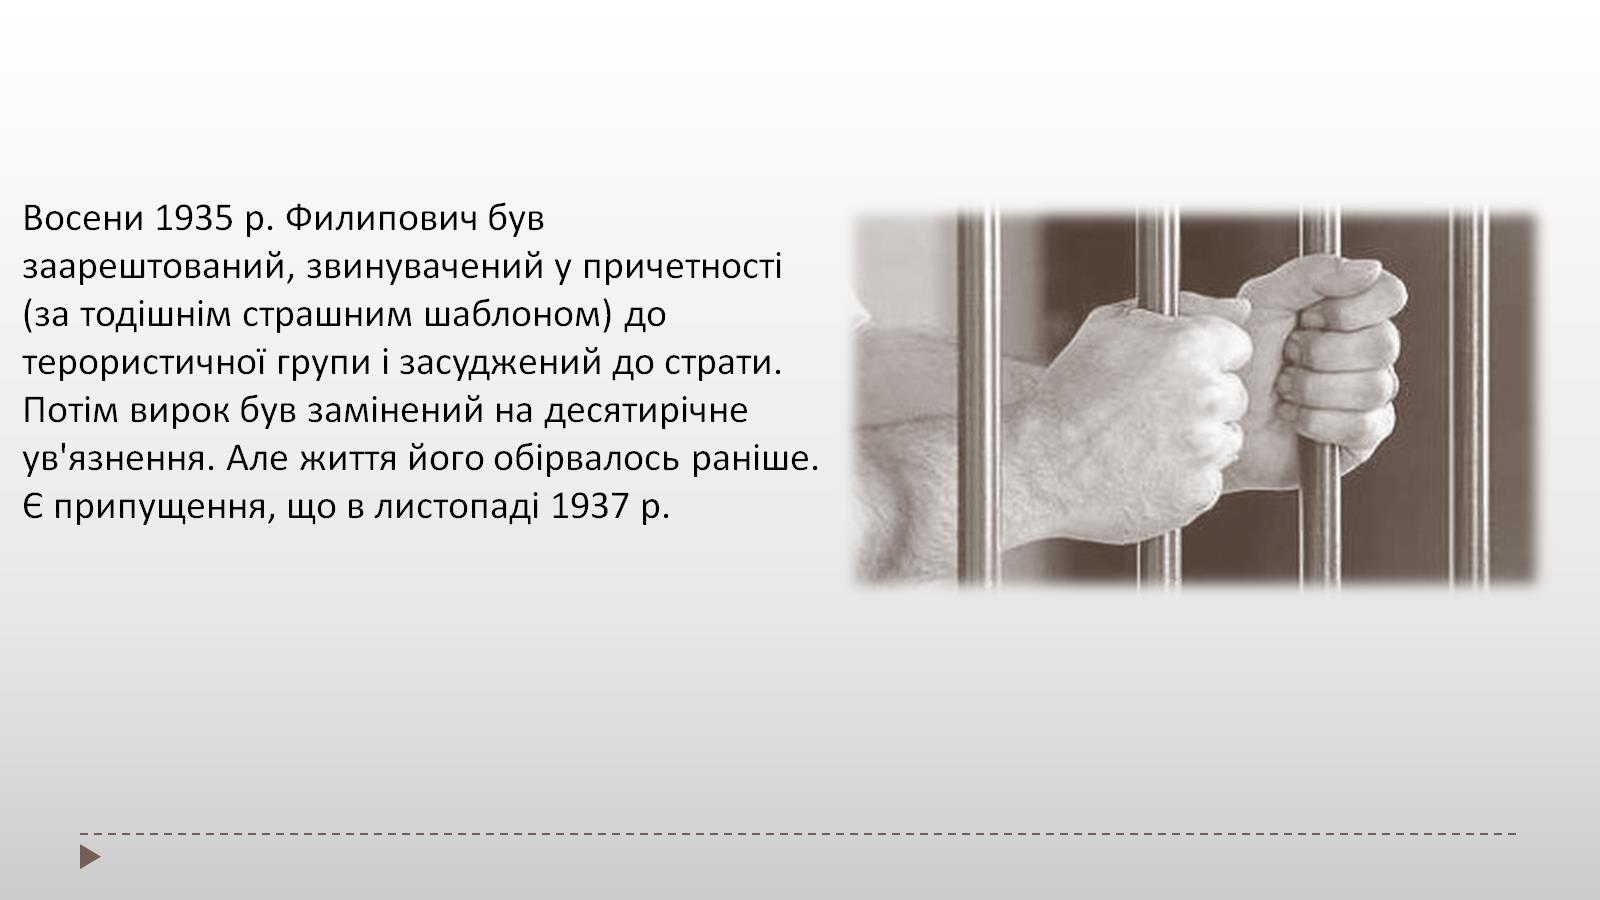 Восени 1935 р. Филипович був
заарештований, звинувачений у причетності
(за тодішнім страшним шаблоном) до
терористичної групи і засуджений до страти.
Потім вирок був замінений на десятирічне
ув'язнення. Але життя його обірвалось раніше.
Є припущення, що в листопаді 1937 р.